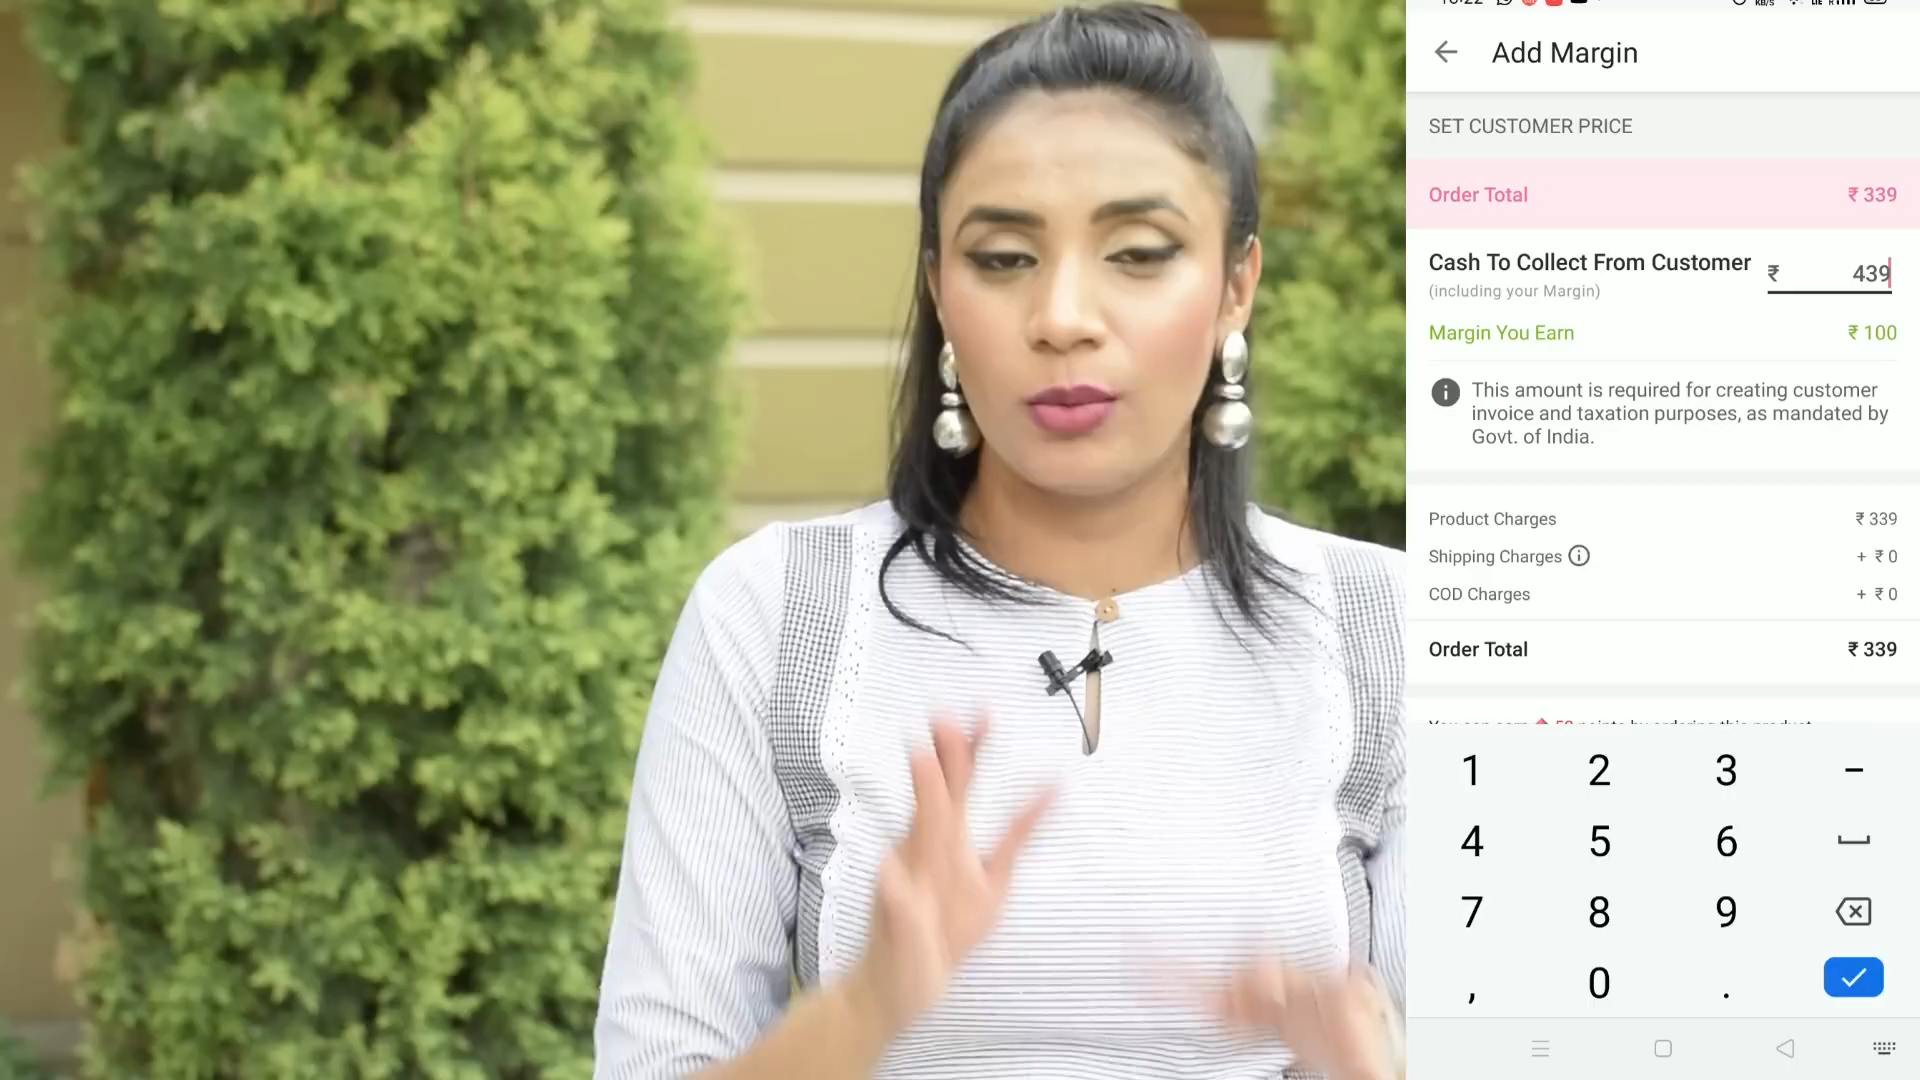 Add Margin
SET CUSTOMER PRICE
Order Total ₹ 339
Cash To Collect From Customer ₹ 439
(including your Margin)
Margin You Earn ₹ 100
This amount is required for creating customer
invoice and taxation purposes, as mandated by
Govt. of India.
Product Charges ₹ 339
Shipping Charges + ₹ 0
COD Charges + ₹ 0
Order Total ₹ 339
1 2 3 -
4 5 6
7 8 9
, 0 .